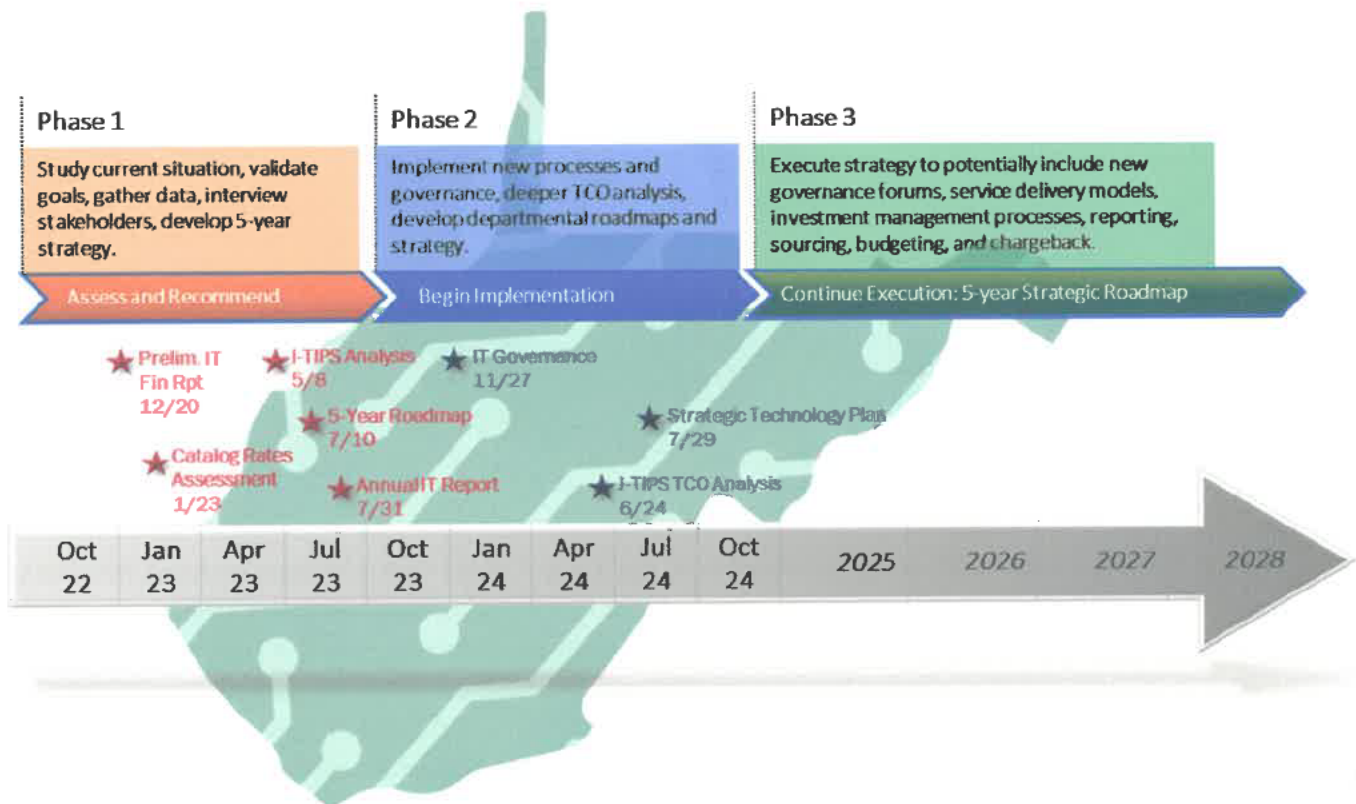 Phase 1
Study current situation, validate
goals, gather data, interview
stakeholders, develop 5-year
strategy.
Assess and Recommend
Phase 2
Implement new processes and
governance, deeper TCO analysis,
develop departmental roadmaps and
strategy.
Begin Implementation
Phase 3
Execute strategy to potentially include new
governance forums, service delivery models,
investment management processes, reporting,
sourcing, budgeting, and chargeback.
Continue Execution: 5-year Strategic Roadmap
Prelim. IT
Fin Rpt
12/20
I-TIPS Analysis
5/8
IT Governance
11/27
5-Year Roadmap
7/10
Strategic Technology Plan
7/29
Catalog Rates
Assessment
1/23
Annual IT Report
7/31
I-TIPS TCO Analysis
6/24
Oct
22
Jan
23
Apr
23
Jul
23
Oct
23
Jan
24
Apr
24
Jul
24
Oct
24
2025
2026
2027
2028